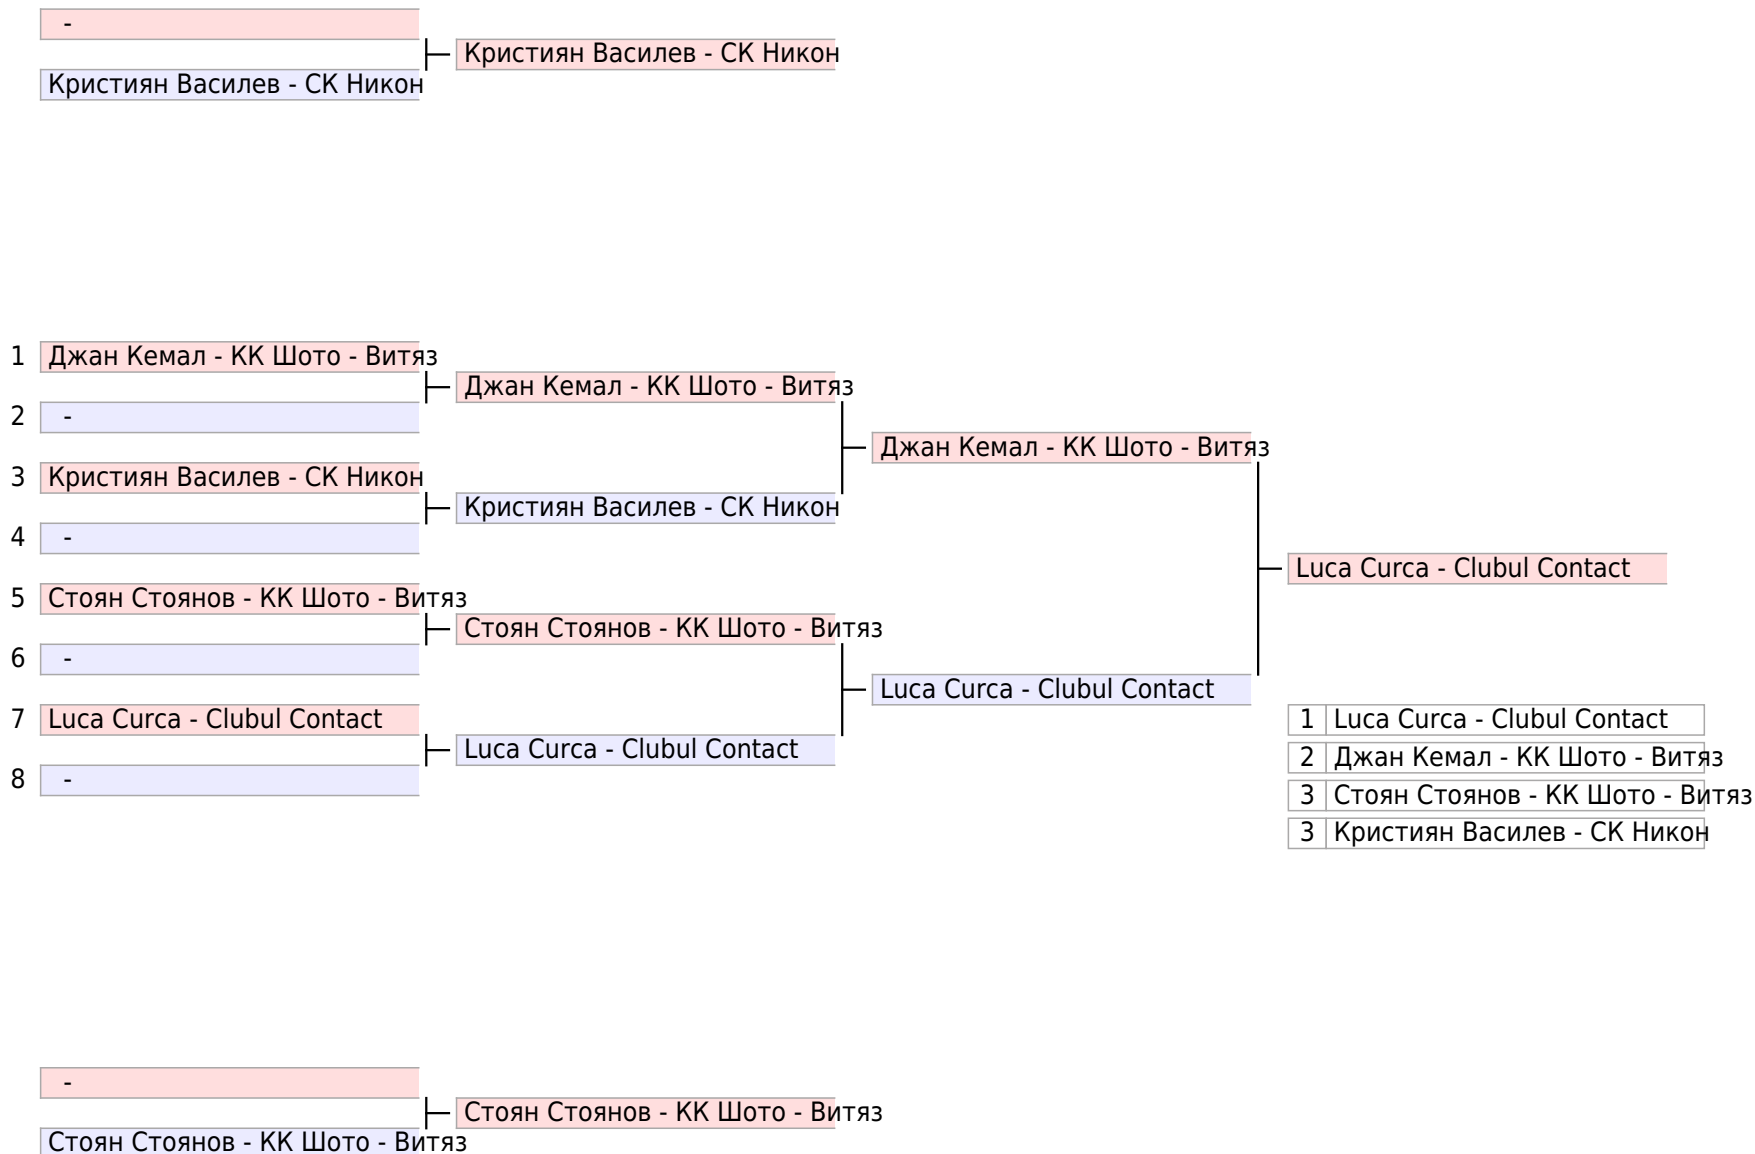 -
Кристиян Василев - СК Никон
Кристиян Василев - СК Никон
1 Джан Кемал - КК Шото - Витяз
Джан Кемал - КК Шото - Витяз
2 -
Джан Кемал - КК Шото - Витяз
3 Кристиян Василев - СК Никон
Кристиян Василев - СК Никон
4 -
Luca Curca - Clubul Contact
5 Стоян Стоянов - КК Шото - Витяз
Стоян Стоянов - КК Шото - Витяз
6 -
Luca Curca - Clubul Contact
7 Luca Curca - Clubul Contact
Luca Curca - Clubul Contact
8 -
1 Luca Curca - Clubul Contact
2 Джан Кемал - КК Шото - Витяз
3 Стоян Стоянов - КК Шото - Витяз
3 Кристиян Василев - СК Никон
-
Стоян Стоянов - КК Шото - Витяз
Стоян Стоянов - КК Шото - Витяз